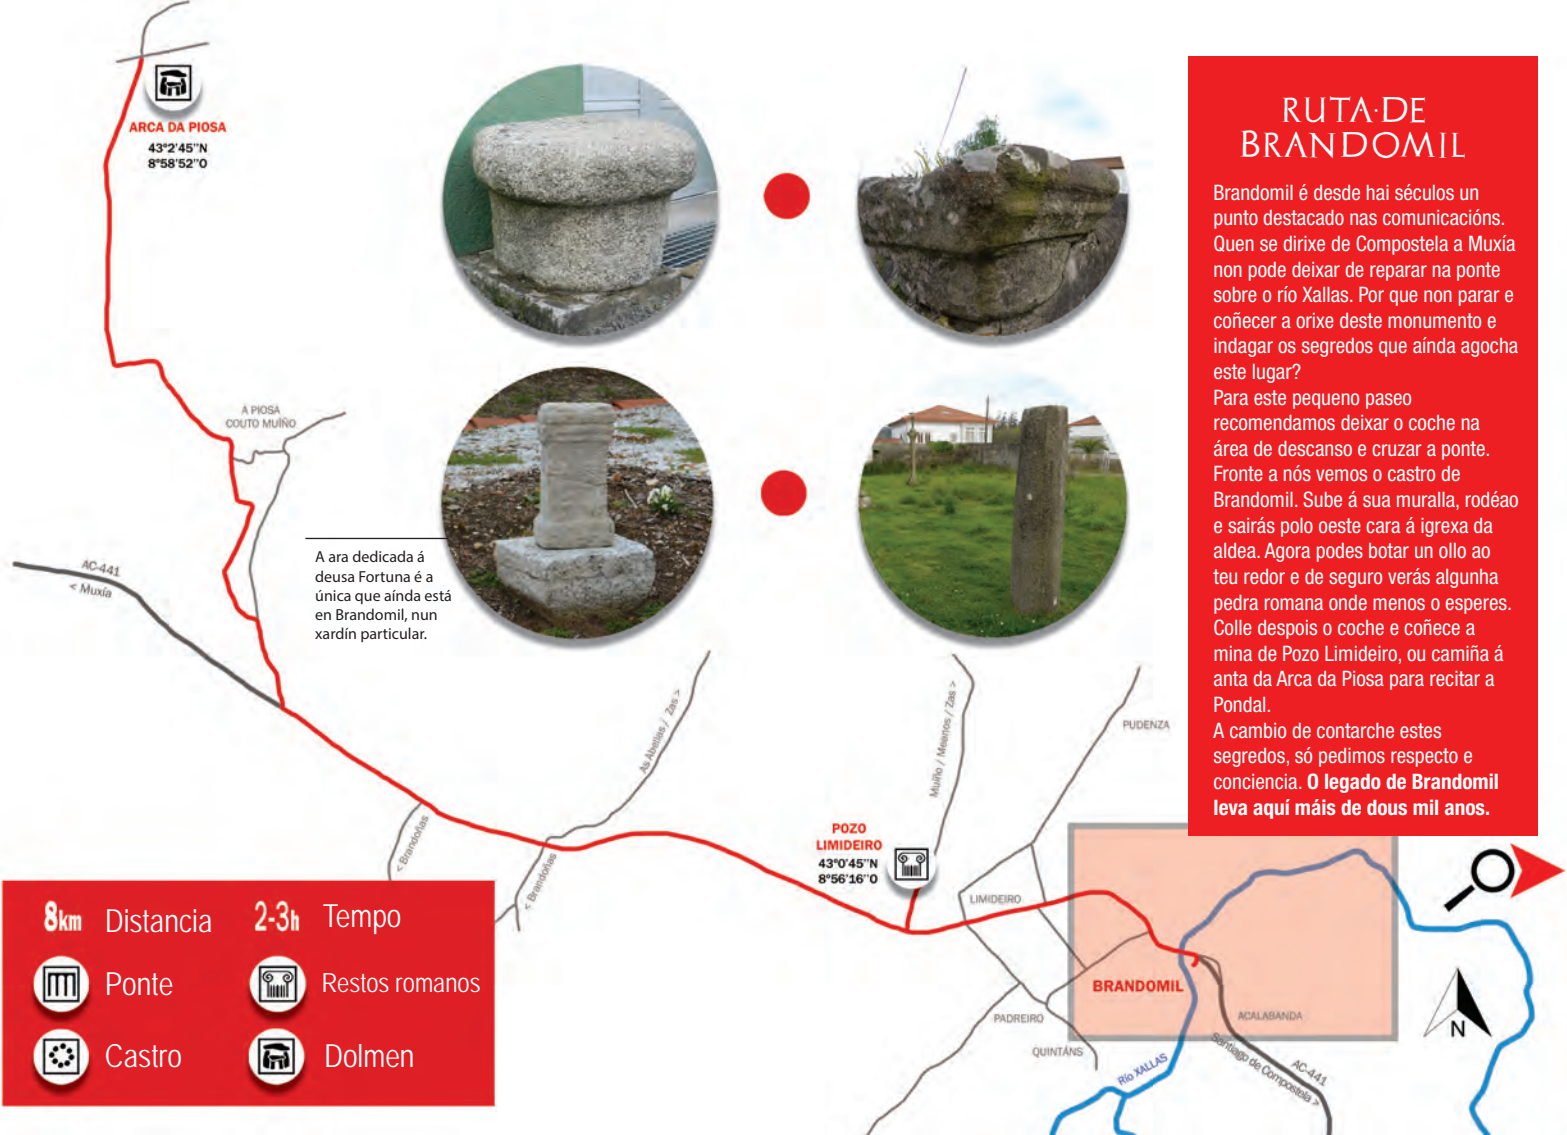 ARCA DA PIOSA
43º2'45"N
8º58'52"O
A PIOSA
COUTO MUÍÑO
AC-441
< Muxía
A ara dedicada á
deusa Fortuna é a
única que aínda está
en Brandomil, nun
xardín particular.
RUTA·DE
BRANDOMIL
Brandomil é desde hai séculos un
punto destacado nas comunicacións.
Quen se dirixe de Compostela a Muxía
non pode deixar de reparar na ponte
sobre o río Xallas. Por que non parar e
coñecer a orixe deste monumento e
indagar os segredos que aínda agocha
este lugar?
Para este pequeno paseo
recomendamos deixar o coche na
área de descanso e cruzar a ponte.
Fronte a nós vemos o castro de
Brandomil. Sube á sua muralla, rodéao
e sairás polo oeste cara á igrexa da
aldea. Agora podes botar un ollo ao
teu redor e de seguro verás algunha
pedra romana onde menos o esperes.
Colle despois o coche e coñece a
mina de Pozo Limideiro, ou camiña á
anta da Arca da Piosa para recitar a
Pondal.
A cambio de contarche estes
segredos, só pedimos respecto e
conciencia. O legado de Brandomil
leva aquí máis de dous mil anos.
As Abellas / Zas >
Muíño / Meanos / Zas >
PUDENZA
< Brandoñas
< Brandoñas
POZO
LIMIDEIRO
43º0'45"N
8º56'16"O
LIMIDEIRO
BRANDOMIL
PADREIRO
QUINTÁNS
ACALABANDA
Río XALLAS
AC-441
Santiago de Compostela >
N
8km Distancia
2-3h Tempo
Ponte
Restos romanos
Castro
Dolmen